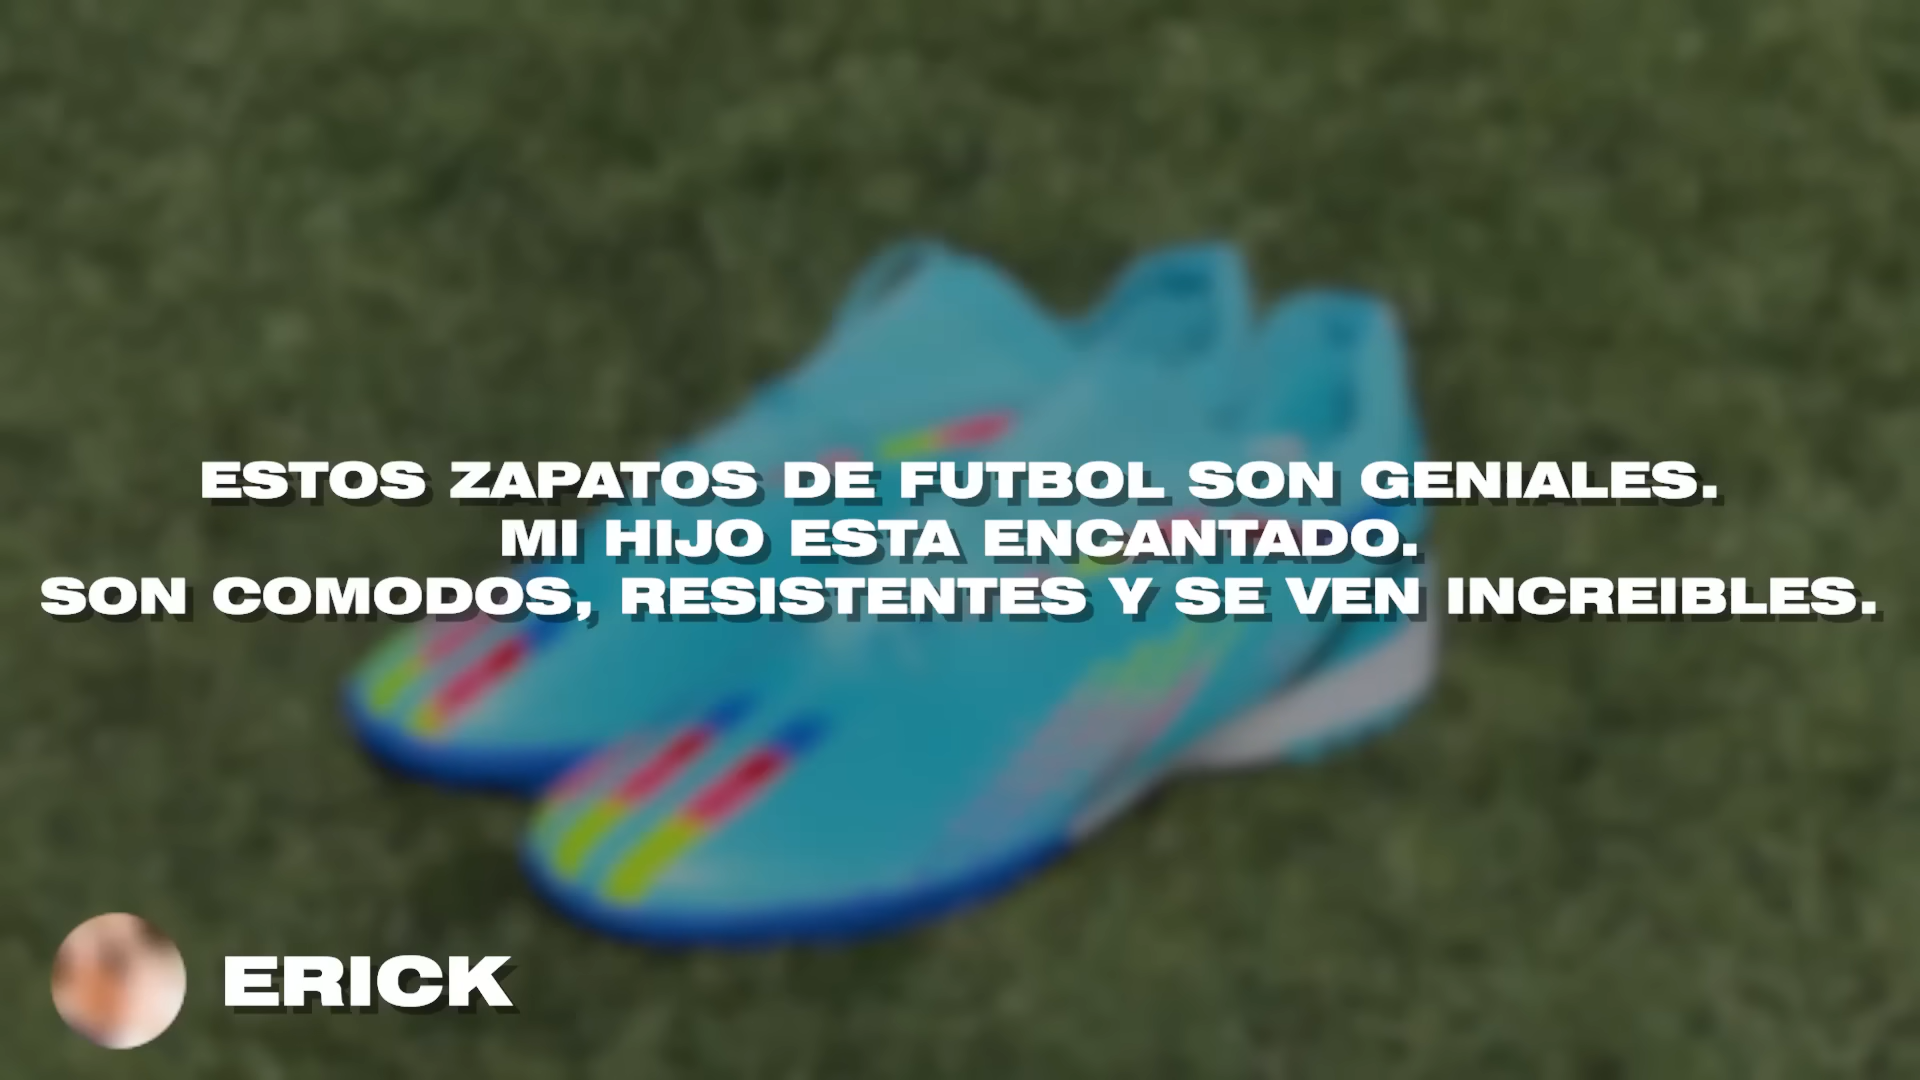 ESTOS ZAPATOS DE FUTBOL SON GENIALES.
MI HIJO ESTA ENCANTADO.
SON COMODOS, RESISTENTES Y SE VEN INCREIBLES.
ERICK